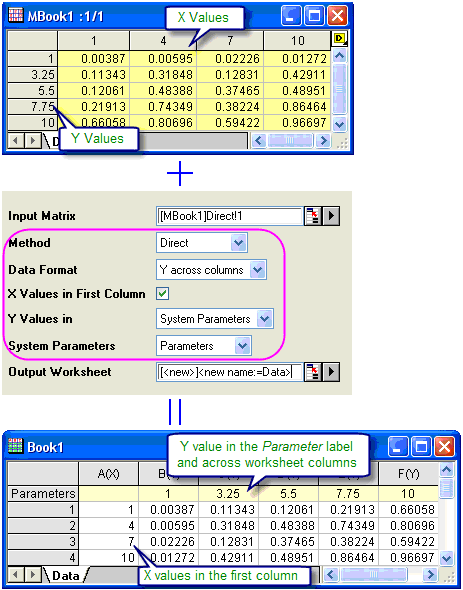 MBook1 :1/1
X Values
1 4 7 10 D
1 0.00387 0.00595 0.02226 0.01272
3.25 0.11343 0.31848 0.12831 0.42911
5.5 0.12061 0.48388 0.37465 0.48951
7.75 0.21913 0.74349 0.38224 0.86464
10 0.66058 0.80696 0.59422 0.96697
Y Values
+
Input Matrix [MBook1]Direct!1
Method Direct
Data Format Y across columns
X Values in First Column
Y Values in System Parameters
System Parameters Parameters
Output Worksheet [<new>]<new name:=Data>
Book1
Y value in the Parameter label
and across worksheet columns
A(X) F(Y)
Parameters 1 3.25 5.5 7.75 10
1 1 0.00387 0.11343 0.12061 0.21913 0.66058
2 4 0.00595 0.31848 0.48388 0.74349 0.80696
3 7 0.02226 0.12831 0.37465 0.38224 0.59422
4 10 0.01272 0.42911 0.48951 0.86464 0.96697
Data
X values in the first column